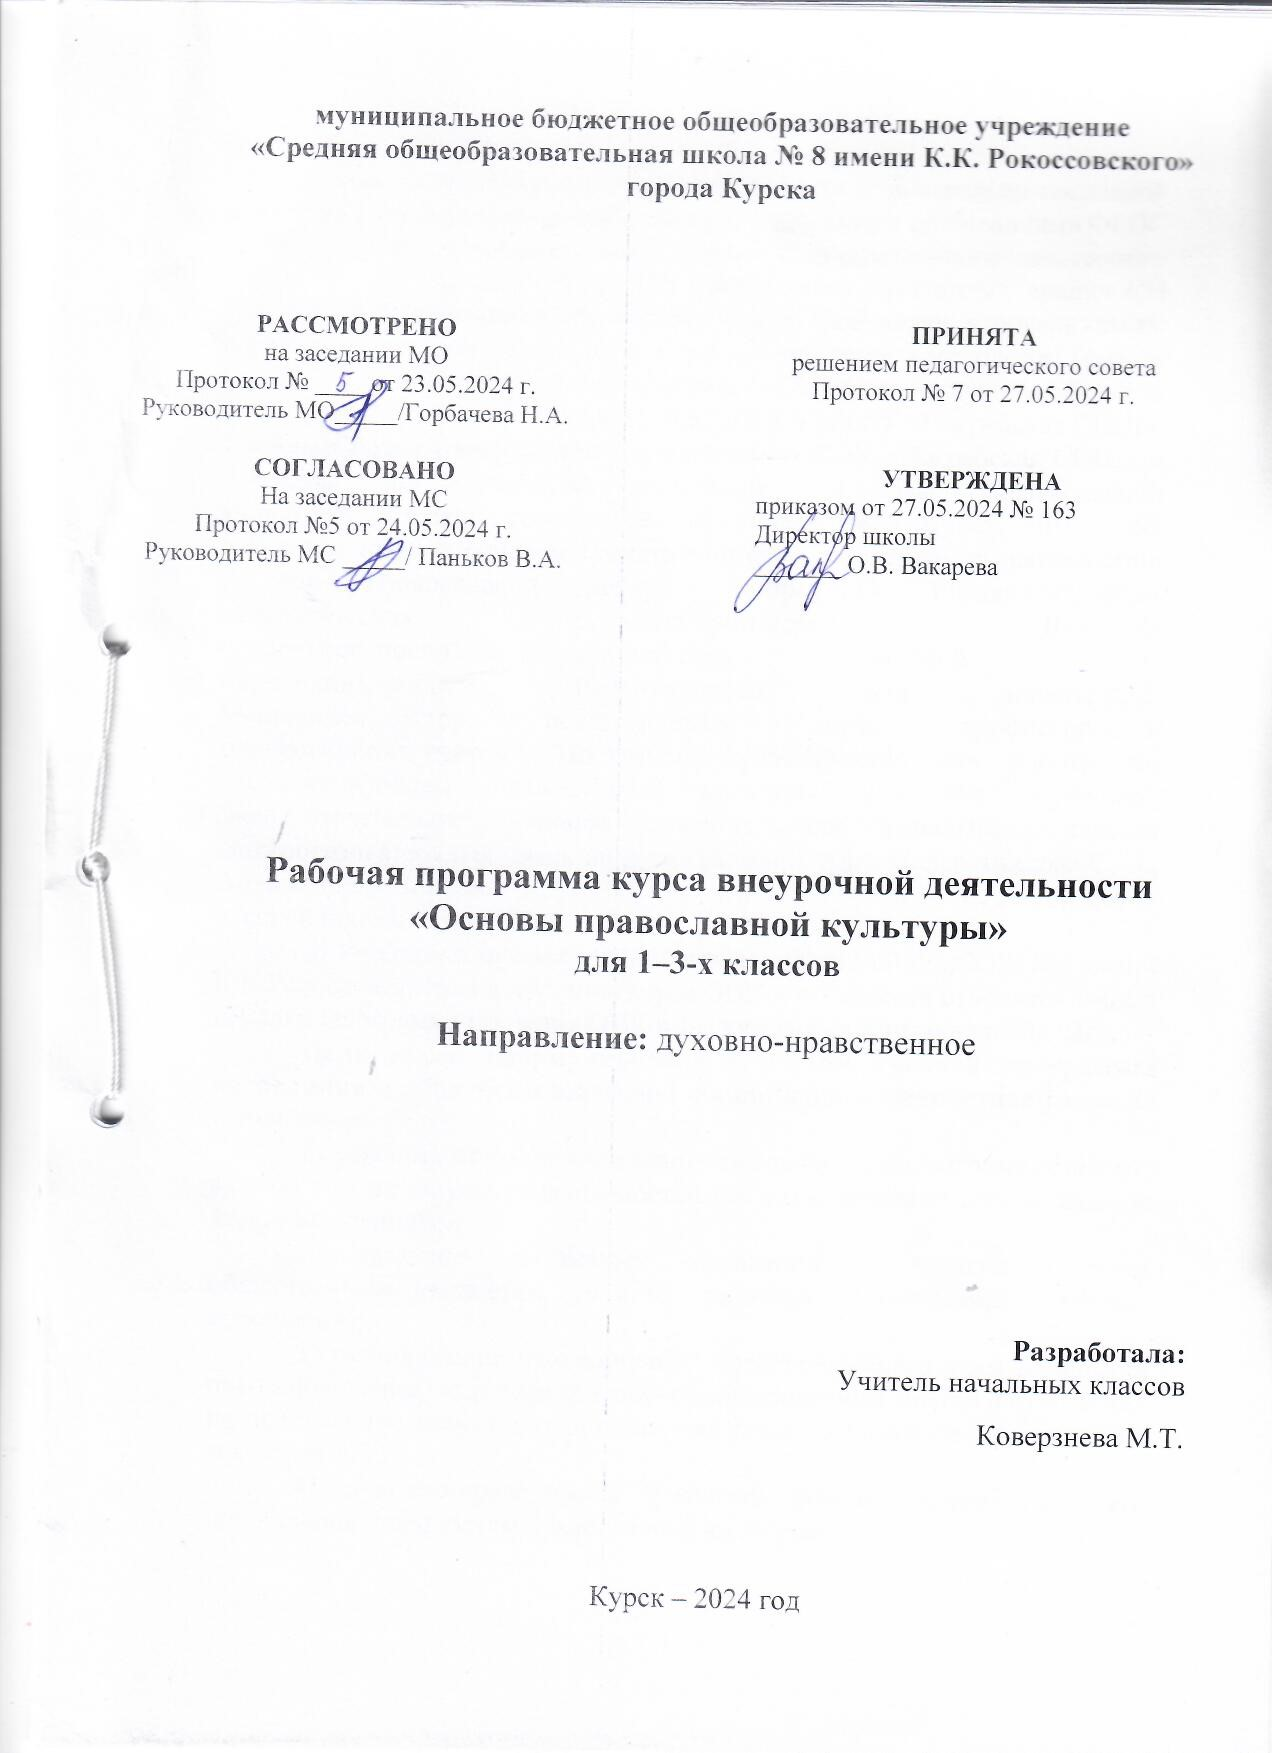 муниципальное бюджетное общеобразовательное учреждение
«Средняя общеобразовательная школа № 8 имени К.К. Рокоссовского»
города Курска
РАССМОТРЕНО
на заседании МО
Протокол № 5 от 23.05.2024 г.
Руководитель МО_____/Горбачева Н.А.
ПРИНЯТА
решением педагогического совета
Протокол № 7 от 27.05.2024 г.
СОГЛАСОВАНО
На заседании МС
Протокол №5 от 24.05.2024 г.
Руководитель МС _____/ Паньков В.А.
УТВЕРЖДЕНА
приказом от 27.05.2024 № 163
Директор школы
_______О.В. Вакарева
Рабочая программа курса внеурочной деятельности
«Основы православной культуры»
для 1–3-х классов
Направление: духовно-нравственное
Разработала:
Учитель начальных классов
Коверзнева М.Т.
Курск – 2024 год